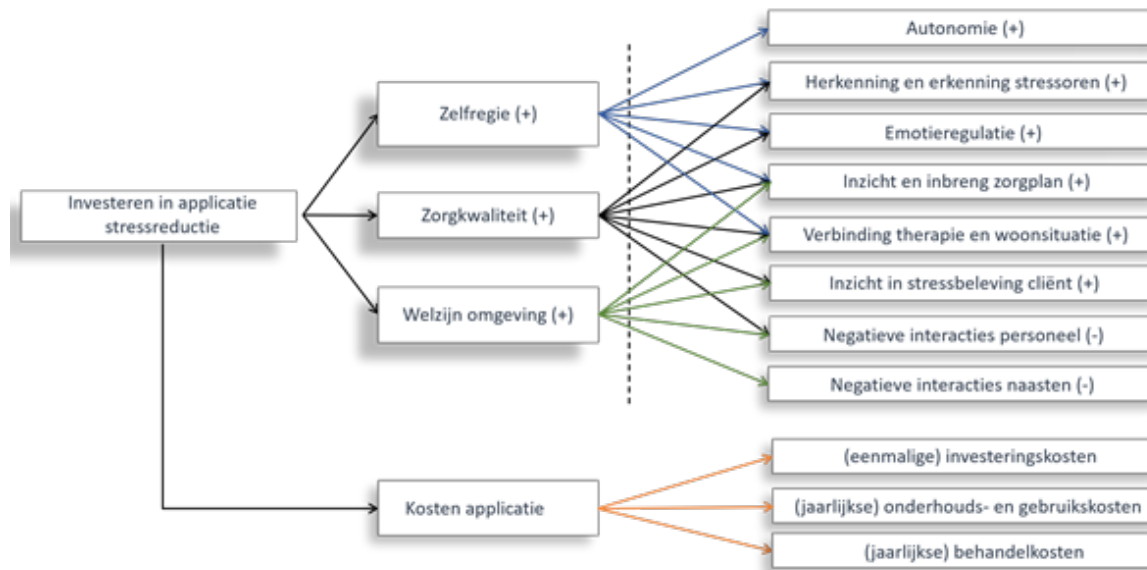 Investeren in applicatie
stressreductie
Zelfregie (+)
Zorgkwaliteit (+)
Welzijn omgeving (+)
Kosten applicatie
Autonomie (+)
Herkenning en erkenning stressoren (+)
Emotieregulatie (+)
Inzicht en inbreng zorgplan (+)
Verbinding therapie en woonsituatie (+)
Inzicht in stressbeleving cliënt (+)
Negatieve interacties personeel (-)
Negatieve interacties naasten (-)
(eenmalige) investeringskosten
(jaarlijkse) onderhouds- en gebruikskosten
(jaarlijkse) behandelkosten